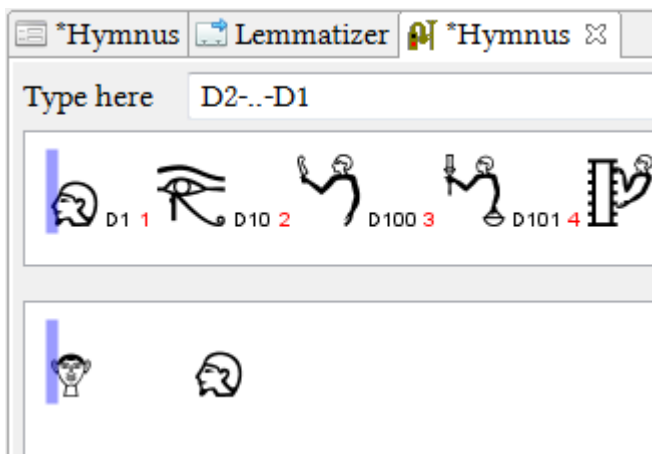 *Hymnus Lemmatizer *Hymnus
Type here D2-..-D1
𓁶 D1 1 𓂀 D10 2 D100 3 D101 4
𓁷 𓁶